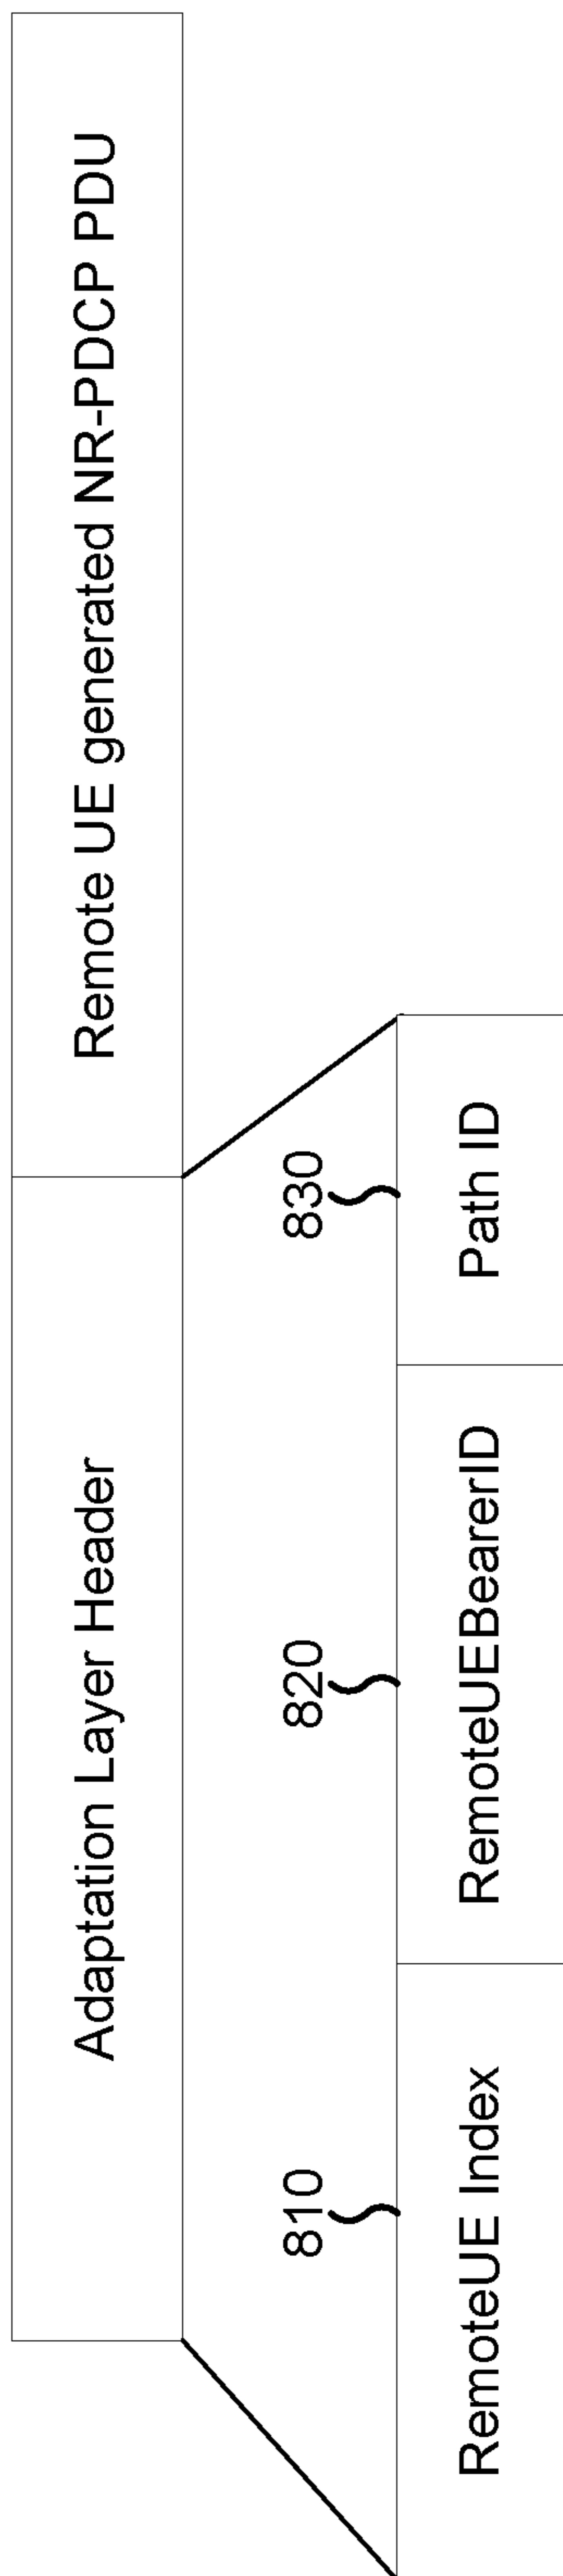 Adaptation Layer Header
Remote UE generated NR-PDCP PDU
810
820
830
RemoteUE Index
RemoteUEBearerID
Path ID